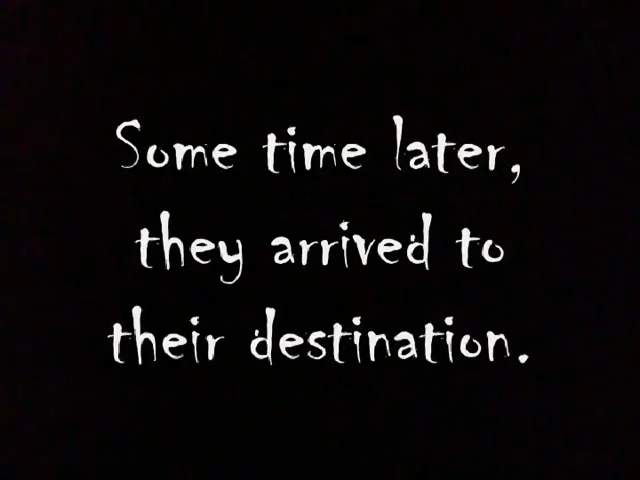 Some time later,
they arrived to
their destination.